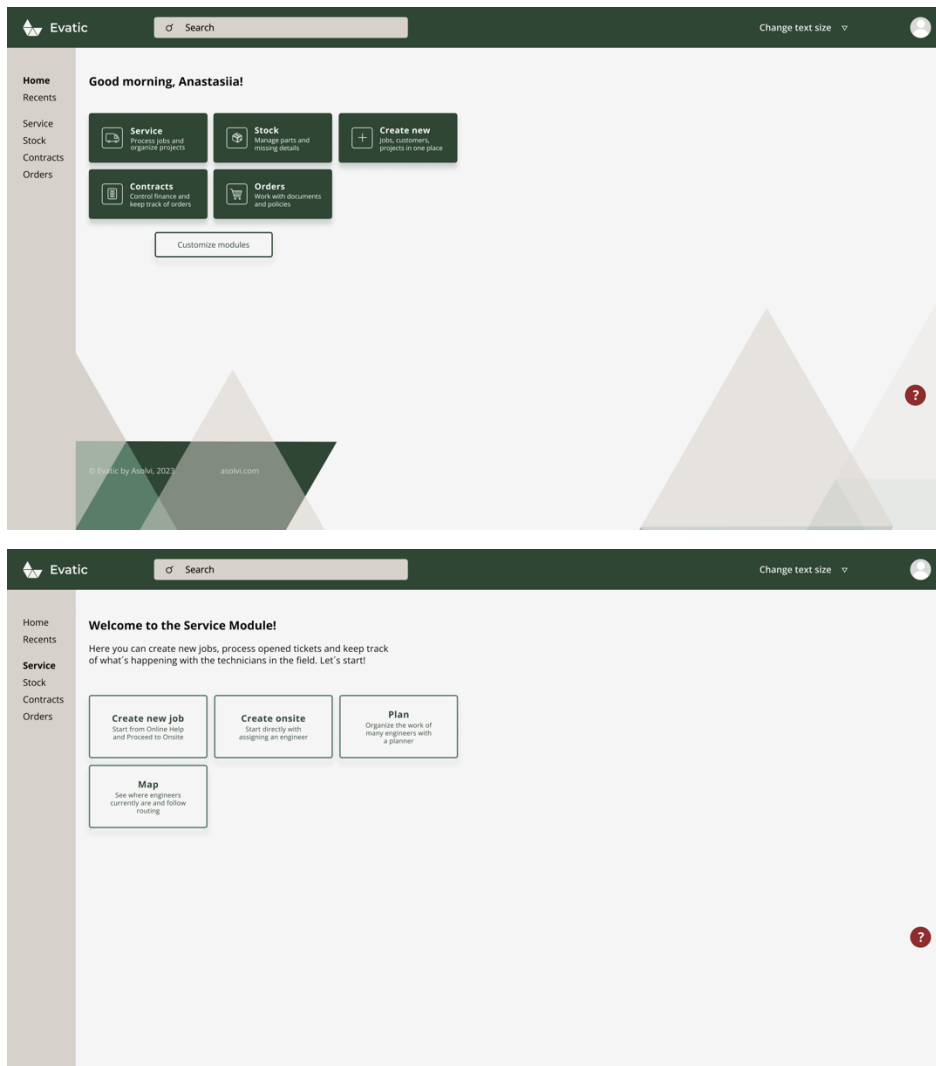 Evatic
Search
Change text size
Home
Recents
Service
Stock
Contracts
Orders
Good morning, Anastasiia!
Service
Process jobs and
organize projects
Stock
Manage parts and
missing details
Create new
Jobs, customers,
projects in one place
Contracts
Control finance and
keep track of orders
Orders
Work with documents
and policies
Customize modules
?
© Evatic by Asolvi, 2023
asolvi.com
Evatic
Search
Change text size
Home
Recents
Service
Stock
Contracts
Orders
Welcome to the Service Module!
Here you can create new jobs, process opened tickets and keep track
of what´s happening with the technicians in the field. Let´s start!
Create new job
Start from Online Help
and Proceed to Onsite
Create onsite
Start directly with
assigning an engineer
Plan
Organize the work of
many engineers with
a planner
Map
See where engineers
currently are and follow
routing
?